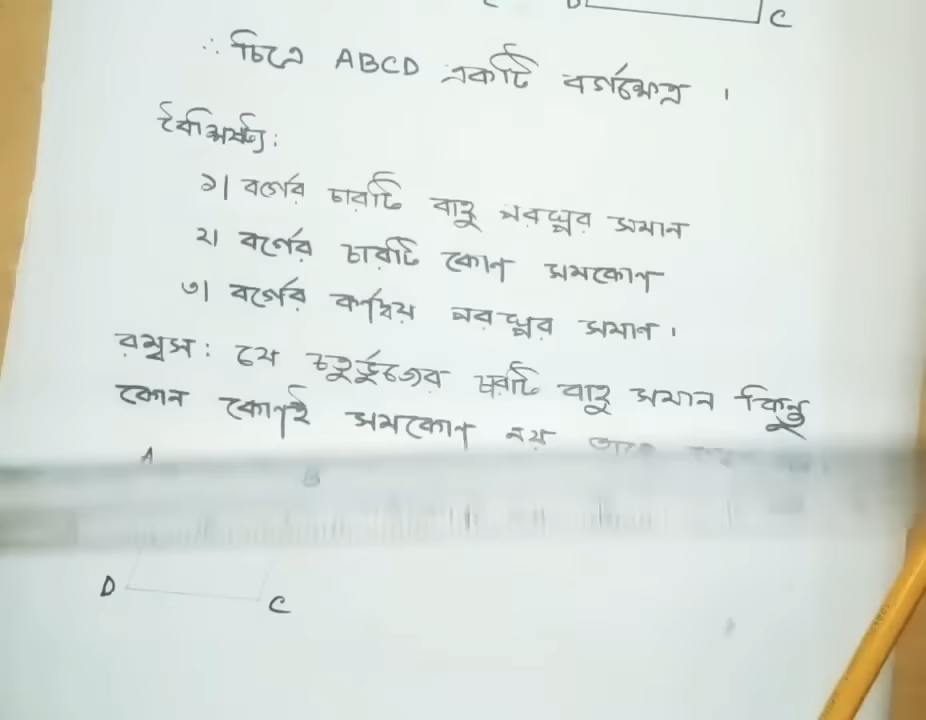 D C
∴ চিত্রে ABCD একটি বর্গক্ষেত্র ।
বৈশিষ্ট্য:
১। বর্গের চারটি বাহু পরস্পর সমান
২। বর্গের চারটি কোণ সমকোণ
৩। বর্গের কর্ণদ্বয় পরস্পর সমান ।
রম্বস: যে চতুর্ভুজের চারটি বাহু সমান কিন্তু
কোন কোণই সমকোণ নয় তাকে
A
B
D C